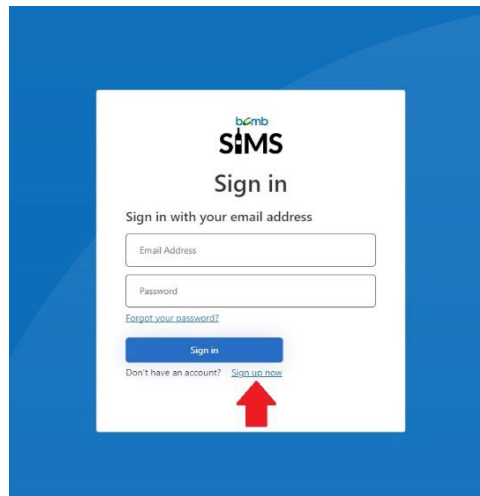 bcmb
SIMS
Sign in
Sign in with your email address
Email Address
Password
Forgot your password?
Sign in
Don't have an account? Sign up now